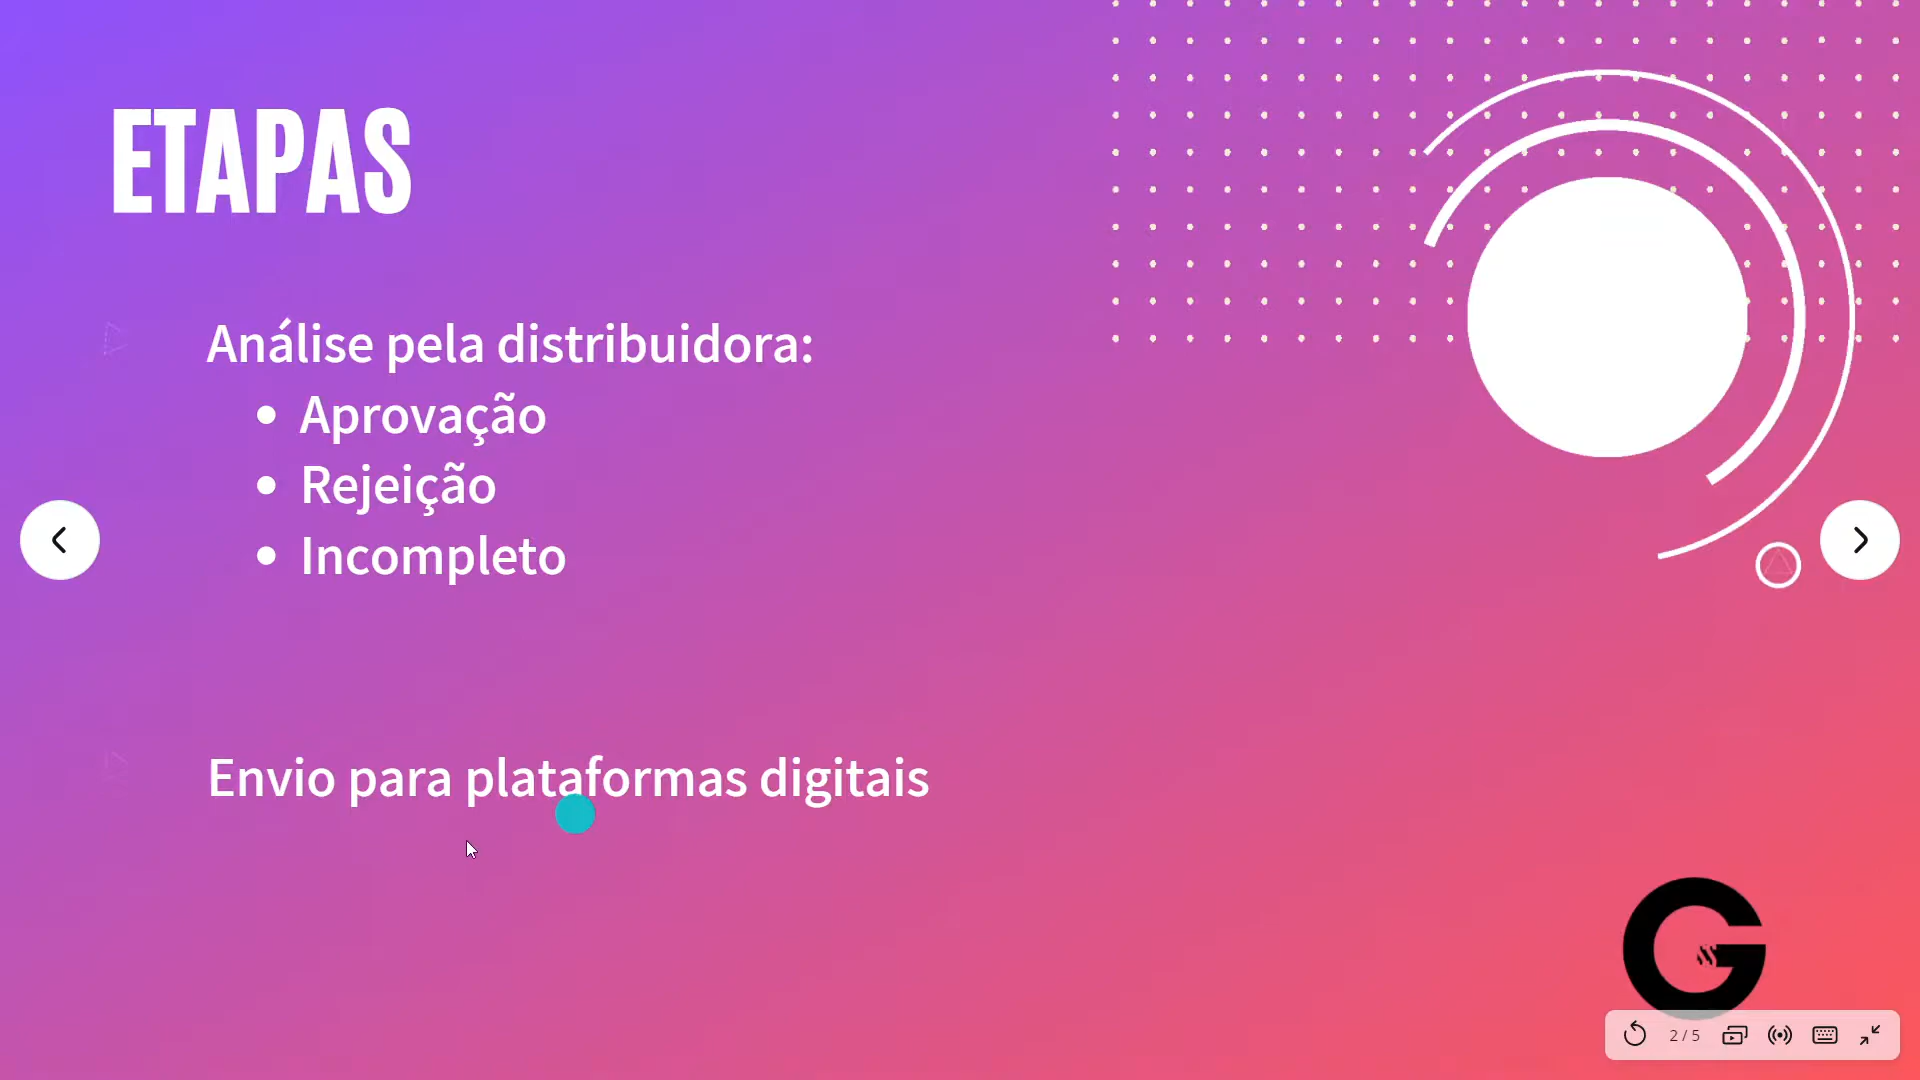 ETAPAS
Análise pela distribuidora:
• Aprovação
• Rejeição
• Incompleto
Envio para plataformas digitais
G
2 / 5